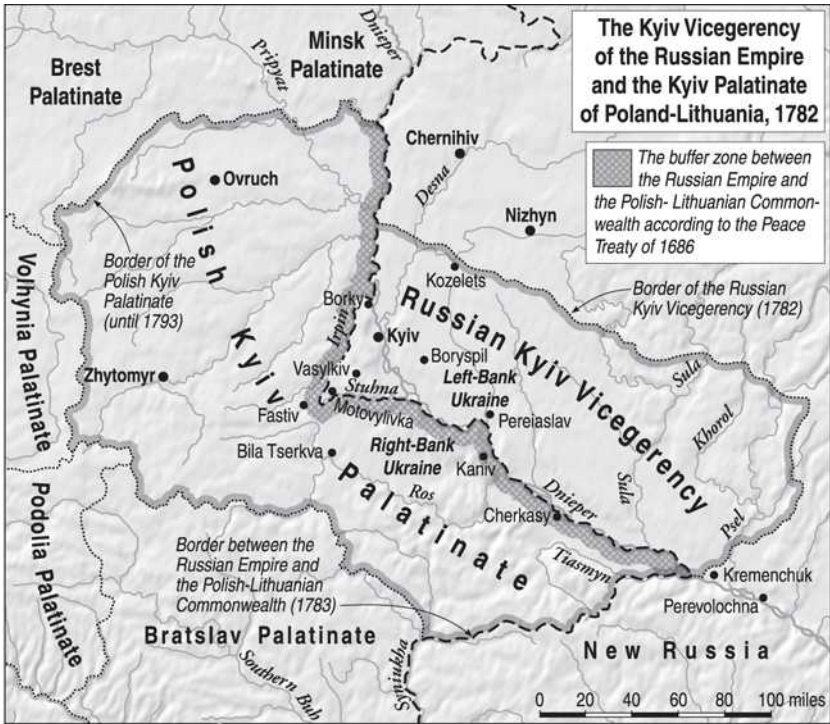 The Kyiv Vicegerency
of the Russian Empire
and the Kyiv Palatinate
of Poland-Lithuania, 1782
The buffer zone between
the Russian Empire and
the Polish- Lithuanian Common-
wealth according to the Peace
Treaty of 1686
Brest
Palatinate
Minsk
Palatinate
Pripyat
Dnieper
Chernihiv
Desna
Nizhyn
Ovruch
Polish Kyiv Palatinate
Border of the
Polish Kyiv
Palatinate
(until 1793)
Volhynia Palatinate
Kozelets
Border of the Russian
Kyiv Vicegerency (1782)
Russian Kyiv Vicegerency
Borky
Irpin
Kyiv
Boryspil
Left-Bank
Ukraine
Zhytomyr
Vasylkiv
Stuhna
Fastiv
Motovylivka
Pereiaslav
Sula
Khorol
Bila Tserkva
Right-Bank
Ukraine
Kaniv
Ros
Dnieper
Sula
Psel
Cherkasy
Podolia Palatinate
Border between the
Russian Empire and
the Polish-Lithuanian
Commonwealth (1783)
Tiasmyn
Kremenchuk
Perevolochna
Bratslav Palatinate
Southern Buh
Syniukha
New Russia
0 20 40 60 80 100 miles